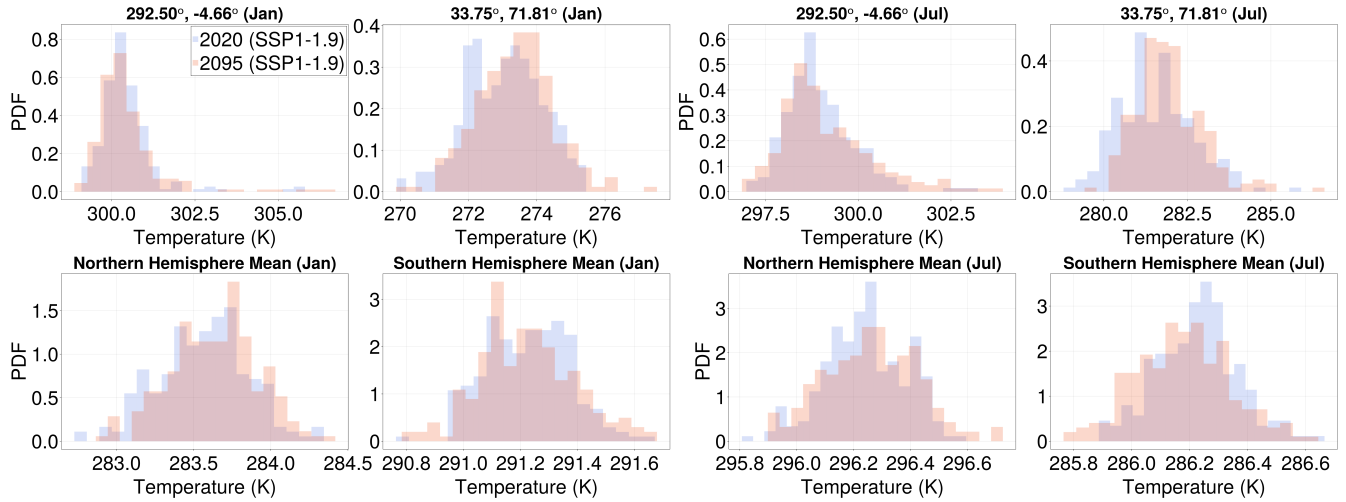 292.50°, -4.66° (Jan)
33.75°, 71.81° (Jan)
292.50°, -4.66° (Jul)
33.75°, 71.81° (Jul)
2020 (SSP1-1.9)
2095 (SSP1-1.9)
PDF
0.8
0.6
0.4
0.2
0.0
300.0 302.5 305.0
Temperature (K)
0.4
0.3
0.2
0.1
0.0
270 272 274 276
Temperature (K)
PDF
0.6
0.5
0.4
0.3
0.2
0.1
0.0
297.5 300.0 302.5
Temperature (K)
0.4
0.2
0.0
280.0 282.5 285.0
Temperature (K)
Northern Hemisphere Mean (Jan)
Southern Hemisphere Mean (Jan)
Northern Hemisphere Mean (Jul)
Southern Hemisphere Mean (Jul)
PDF
1.5
1.0
0.5
0.0
283.0 283.5 284.0 284.5
Temperature (K)
3
2
1
0
290.8 291.0 291.2 291.4 291.6
Temperature (K)
PDF
3
2
1
0
295.8 296.0 296.2 296.4 296.6
Temperature (K)
3
2
1
0
285.8 286.0 286.2 286.4 286.6
Temperature (K)